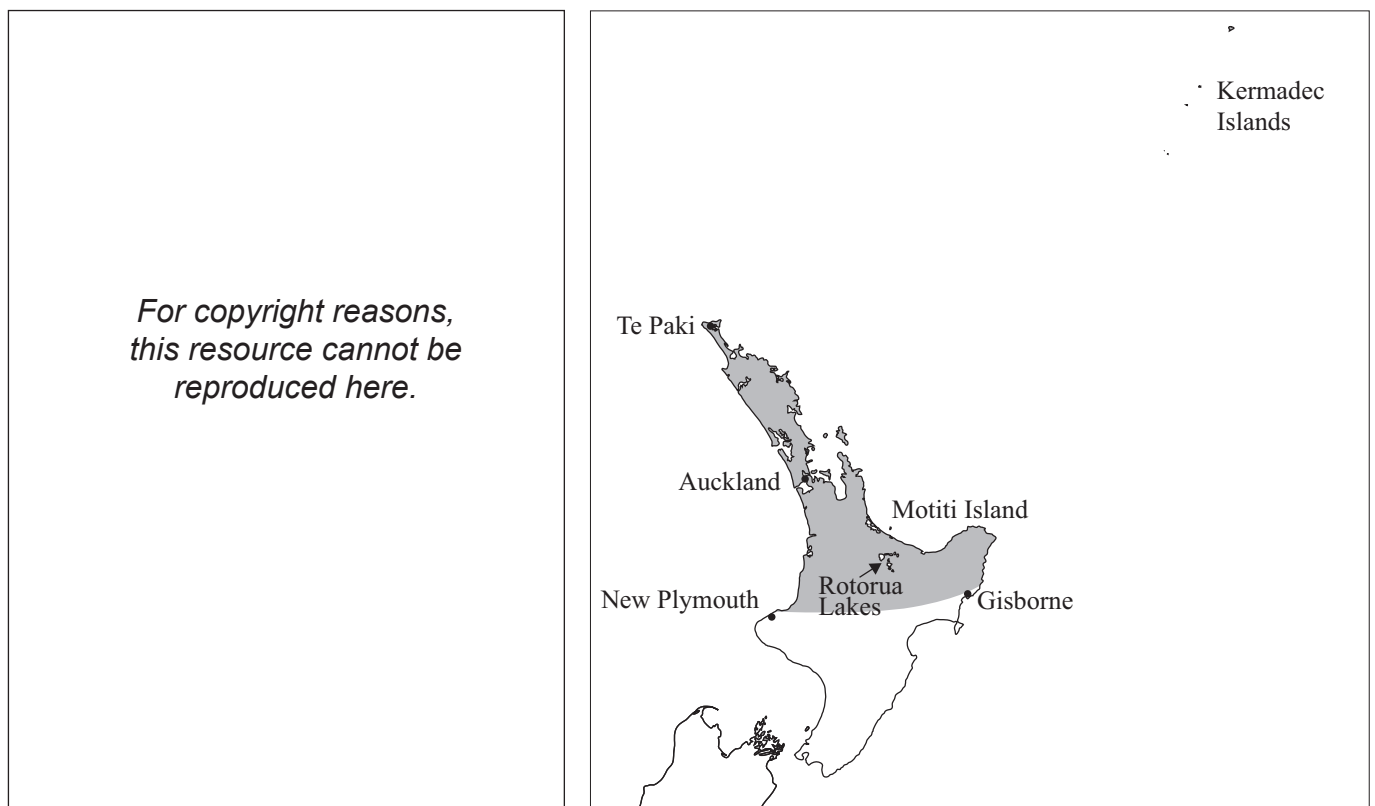 For copyright reasons,
this resource cannot be
reproduced here.
Kermadec
Islands
Te Paki
Auckland
Motiti Island
Rotorua
Lakes
New Plymouth
Gisborne